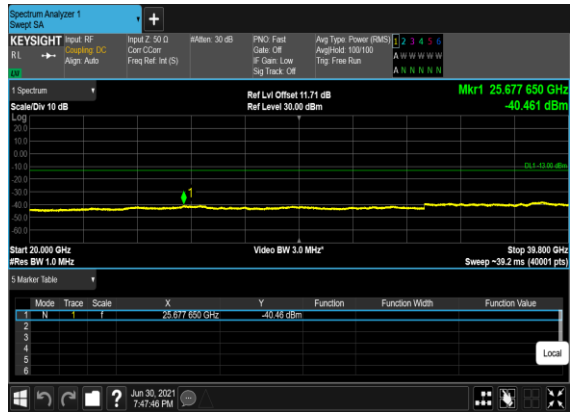 Spectrum Analyzer 1
Swept SA
+
KEYSIGHT Input: RF Input Z: 50 Ω #Atten: 30 dB PNO: Fast Avg Type: Power (RMS) 1 2 3 4 5 6
RL Coupling: DC Corr CCorr Gate: Off Avg|Hold: 100/100 A W W W W W
Align: Auto Freq Ref: Int (S) IF Gain: Low Trig: Free Run
Sig Track: Off A N N N N N
LU
1 Spectrum Ref Lvl Offset 11.71 dB Mkr1 25.677 650 GHz
Scale/Div 10 dB Ref Level 30.00 dBm -40.461 dBm
Log
20.0
10.0
0.00
-10.0 DL1 -13.00 dBm
-20.0
-30.0
1
-40.0
-50.0
-60.0
Start 20.000 GHz Video BW 3.0 MHz* Stop 39.800 GHz
#Res BW 1.0 MHz Sweep ~39.2 ms (40001 pts)
5 Marker Table
Mode Trace Scale X Y Function Function Width Function Value
1 N 1 f 25.677 650 GHz -40.46 dBm
2
3
4
5
6
Local
? Jun 30, 2021
7:47:46 PM